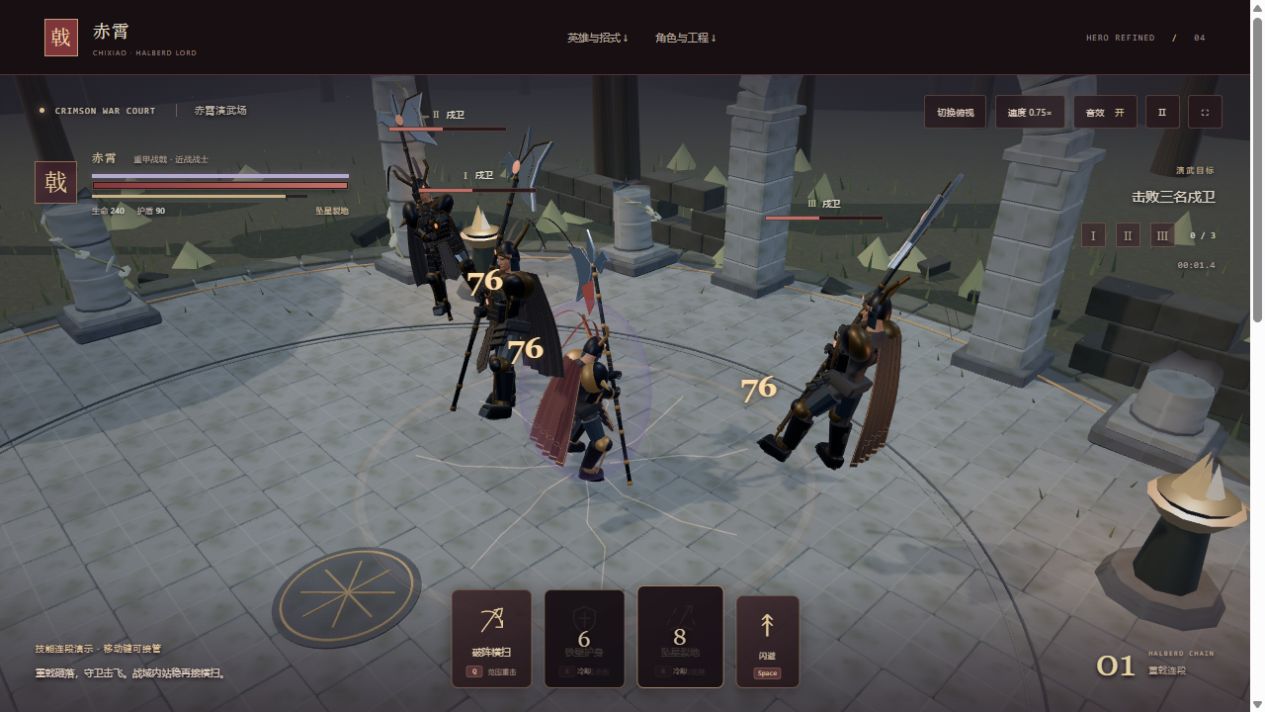 戟
赤霄
CHIXIAO · HALBERD LORD
英雄与招式↓
角色与工程↓
HERO REFINED / 04
CRIMSON WAR COURT
赤霄演武场
切换俯视
速度 0.75×
音效 开
II
II 戍卫
I 戍卫
III 戍卫
戟
赤霄
重甲战戟 · 近战战士
生命 240
护盾 90
坠星裂地
演武目标
击败三名戍卫
I
II
III
0 / 3
00:01.4
76
76
76
技能连段演示 · 移动键可接管
重戟砸落，守卫击飞。战域内站稳再接横扫。
破阵横扫
Q 范围重击
6
冷却
8
坠星裂地
冷却
闪避
Space
01
HALBERD CHAIN
重戟连段